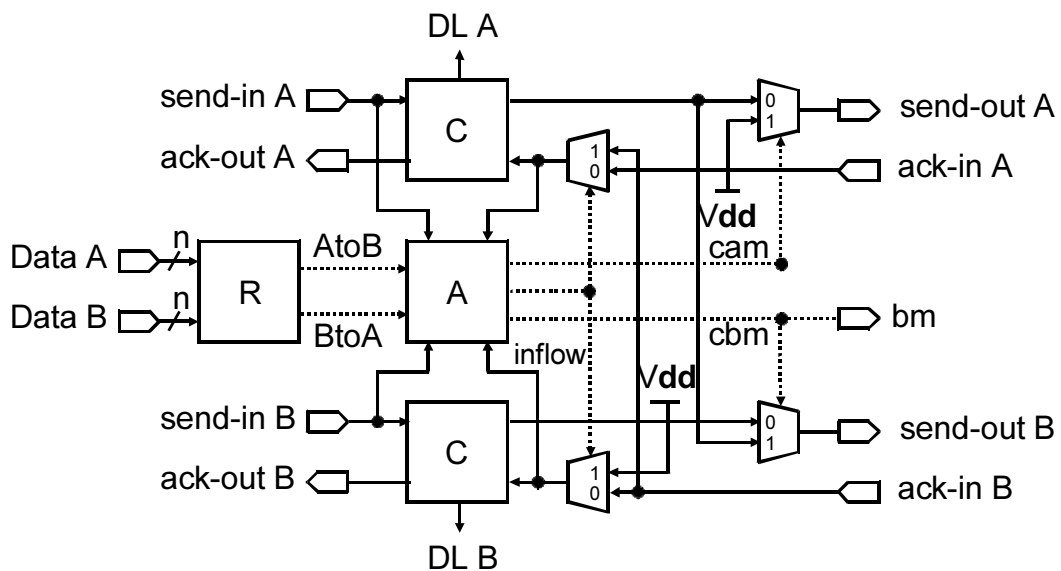 DL A
send-in A
C
0
1
send-out A
ack-out A
1
0
ack-in A
Vdd
Data A
n
AtoB
cam
R
A
Data B
n
BtoA
inflow
cbm
bm
Vdd
send-in B
C
0
1
send-out B
ack-out B
1
0
ack-in B
DL B